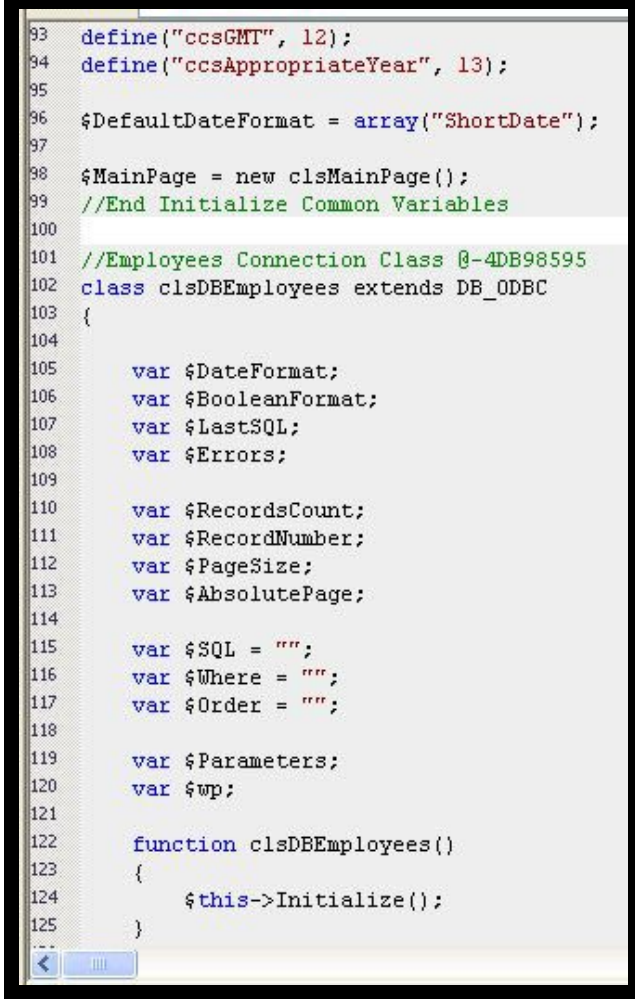 93 define("ccsGMT", 12);
94 define("ccsAppropriateYear", 13);
95
96 $DefaultDateFormat = array("ShortDate");
97
98 $MainPage = new clsMainPage();
99 //End Initialize Common Variables
100
101 //Employees Connection Class @-4DB98595
102 class clsDBEmployees extends DB_ODBC
103 {
104
105     var $DateFormat;
106     var $BooleanFormat;
107     var $LastSQL;
108     var $Errors;
109
110     var $RecordsCount;
111     var $RecordNumber;
112     var $PageSize;
113     var $AbsolutePage;
114
115     var $SQL = "";
116     var $Where = "";
117     var $Order = "";
118
119     var $Parameters;
120     var $wp;
121
122     function clsDBEmployees()
123     {
124         $this->Initialize();
125     }